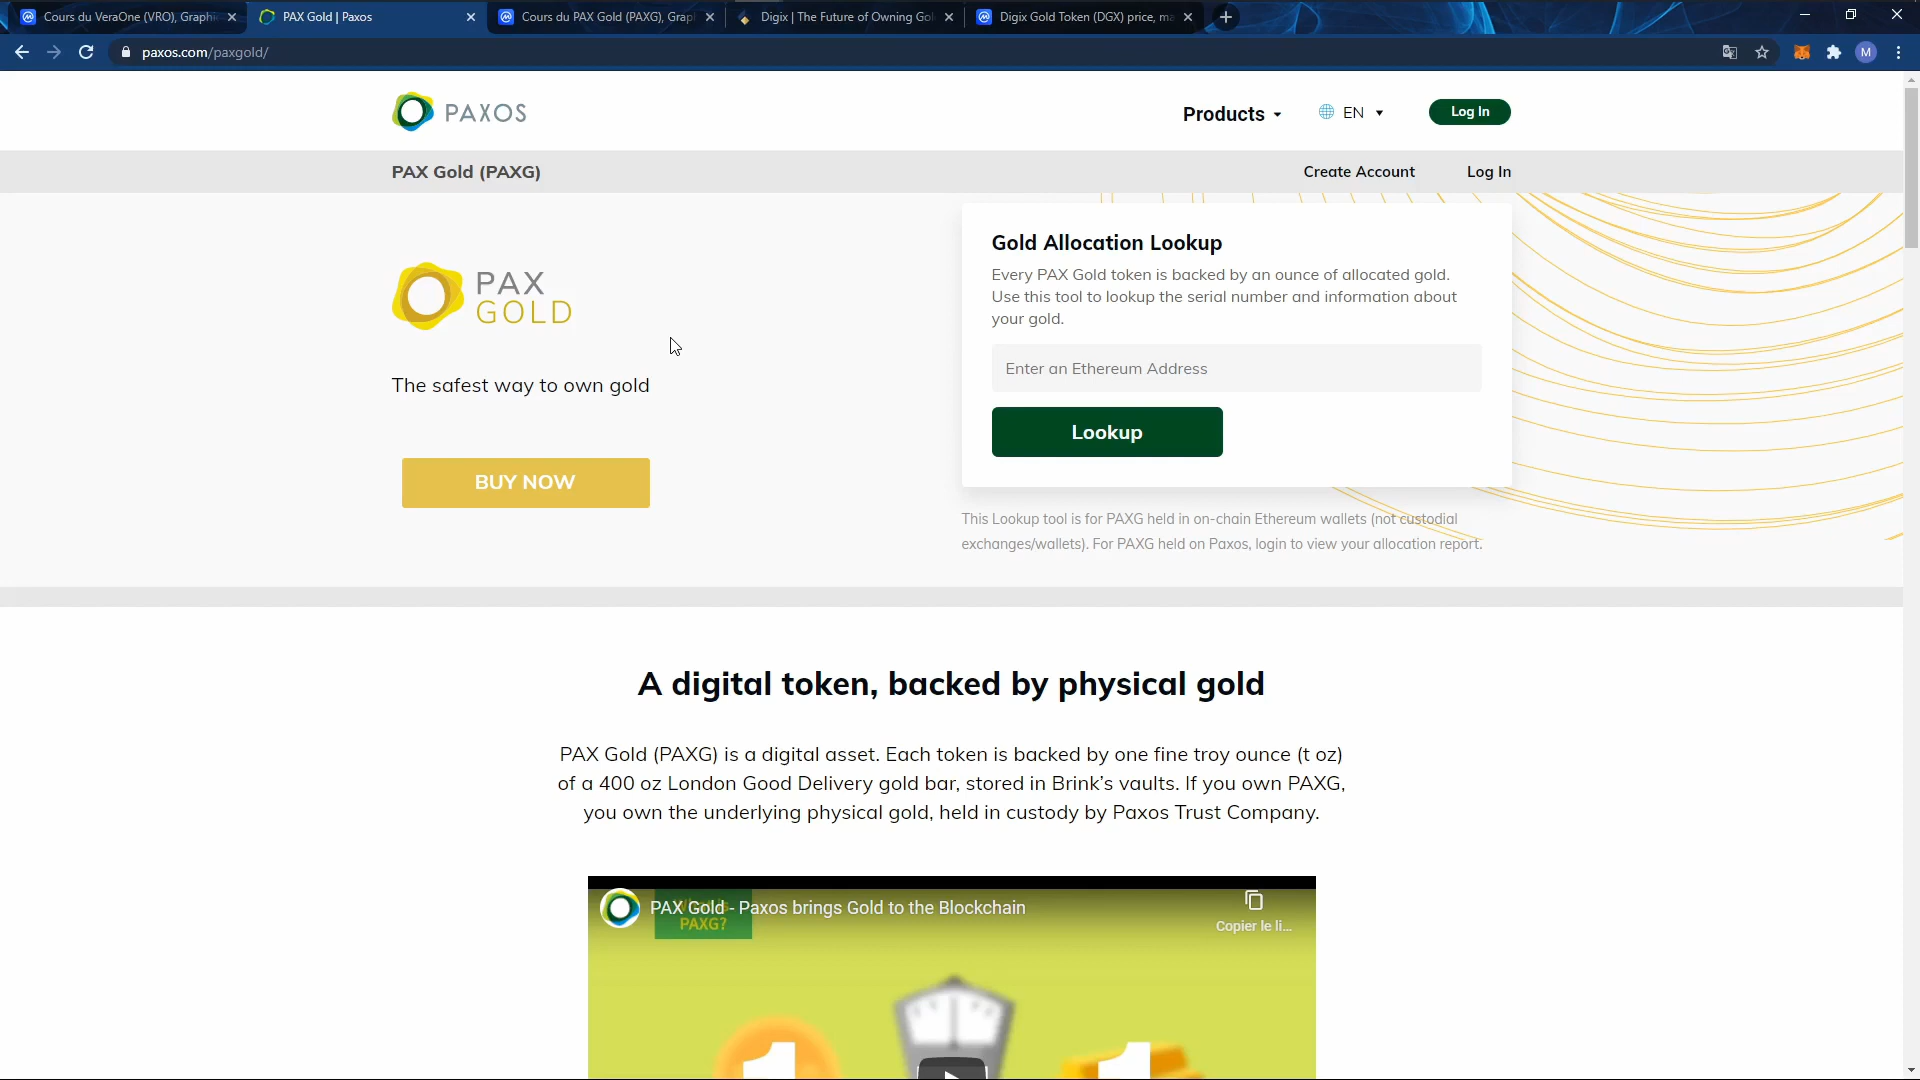 Cours du VeraOne (VRO), Graphi
PAX Gold | Paxos
Cours du PAX Gold (PAXG), Grap
Digix | The Future of Owning Gol
Digix Gold Token (DGX) price, ma
paxos.com/paxgold/
M
PAXOS
Products
EN
Log In
PAX Gold (PAXG)
Create Account
Log In
PAX
GOLD
The safest way to own gold
BUY NOW
Gold Allocation Lookup
Every PAX Gold token is backed by an ounce of allocated gold.
Use this tool to lookup the serial number and information about
your gold.
Enter an Ethereum Address
Lookup
This Lookup tool is for PAXG held in on-chain Ethereum wallets (not custodial
exchanges/wallets). For PAXG held on Paxos, login to view your allocation report.
A digital token, backed by physical gold
PAX Gold (PAXG) is a digital asset. Each token is backed by one fine troy ounce (t oz)
of a 400 oz London Good Delivery gold bar, stored in Brink’s vaults. If you own PAXG,
you own the underlying physical gold, held in custody by Paxos Trust Company.
PAX Gold - Paxos brings Gold to the Blockchain
PAXG?
Copier le li...
1
1